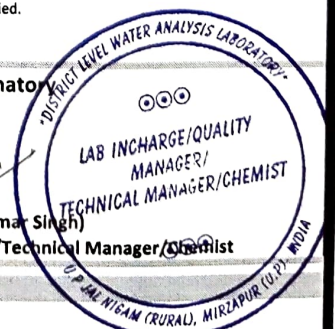 ied.
natory
"DISTRICT LEVEL WATER ANALYSIS LABORATORY"
LAB INCHARGE/QUALITY
MANAGER/
TECHNICAL MANAGER/CHEMIST
mar Singh)
/Technical Manager/Chemist
U.P JAL NIGAM (RURAL), MIRZAPUR (U.P) INDIA